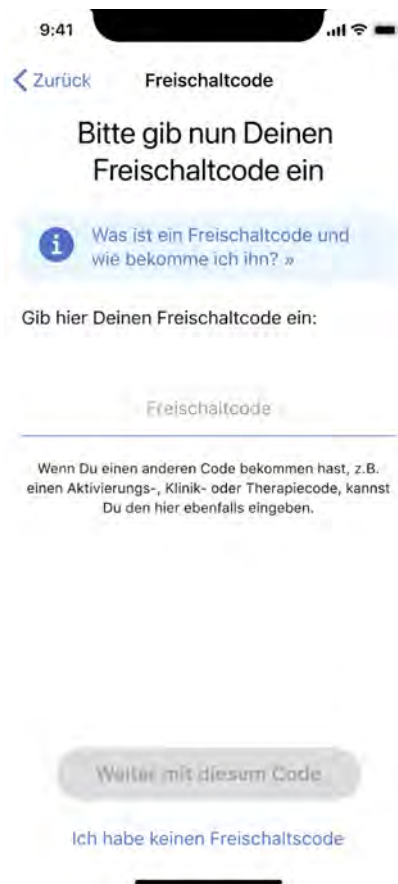 9:41
Zurück
Freischaltcode
Bitte gib nun Deinen
Freischaltcode ein
Was ist ein Freischaltcode und
wie bekomme ich ihn? »
Gib hier Deinen Freischaltcode ein:
Freischaltcode
Wenn Du einen anderen Code bekommen hast, z.B.
einen Aktivierungs-, Klinik- oder Therapiecode, kannst
Du den hier ebenfalls eingeben.
Weiter mit diesem Code
Ich habe keinen Freischaltscode